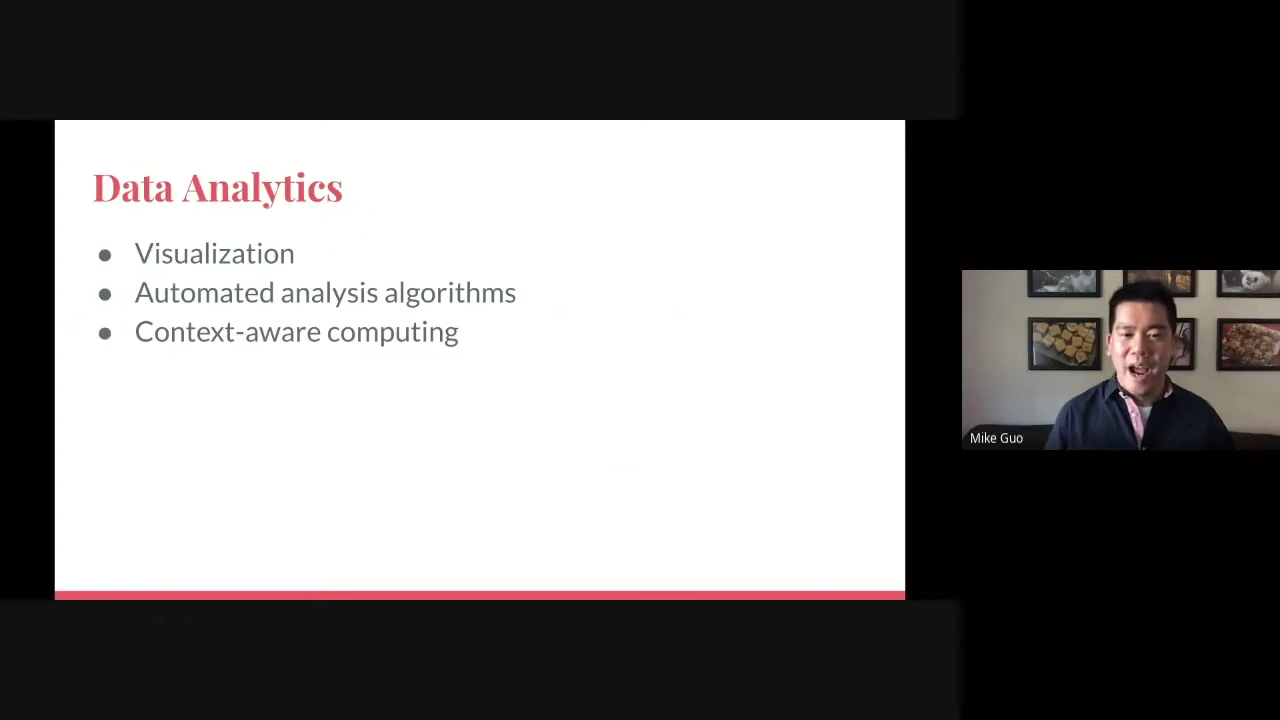 Data Analytics
● Visualization
● Automated analysis algorithms
● Context-aware computing
Mike Guo